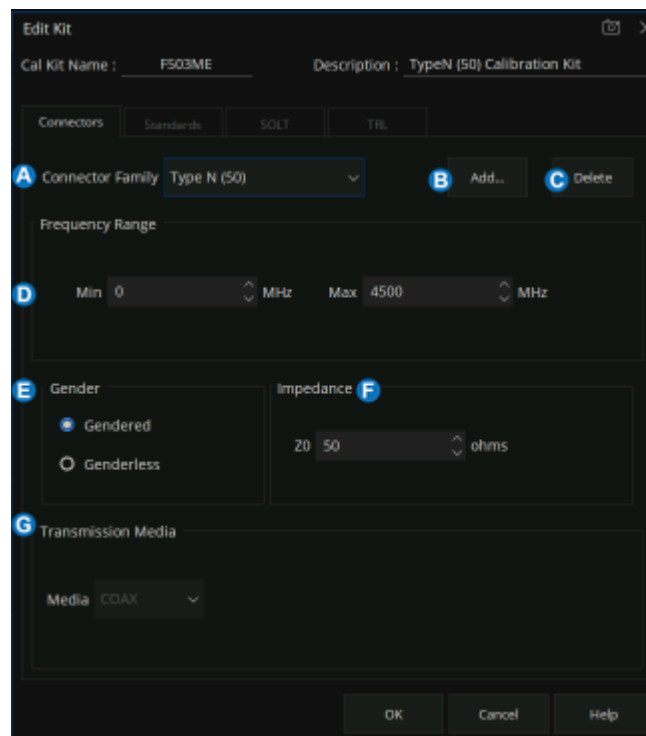 Edit Kit
Cal Kit Name : F503ME Description : TypeN (50) Calibration Kit
Connectors Standards SOLT TRL
A Connector Family Type N (50) B Add... C Delete
Frequency Range
D Min 0 MHz Max 4500 MHz
E Gender Impedance F
Gendered
Z0 50 ohms
Genderless
G Transmission Media
Media COAX
OK Cancel Help